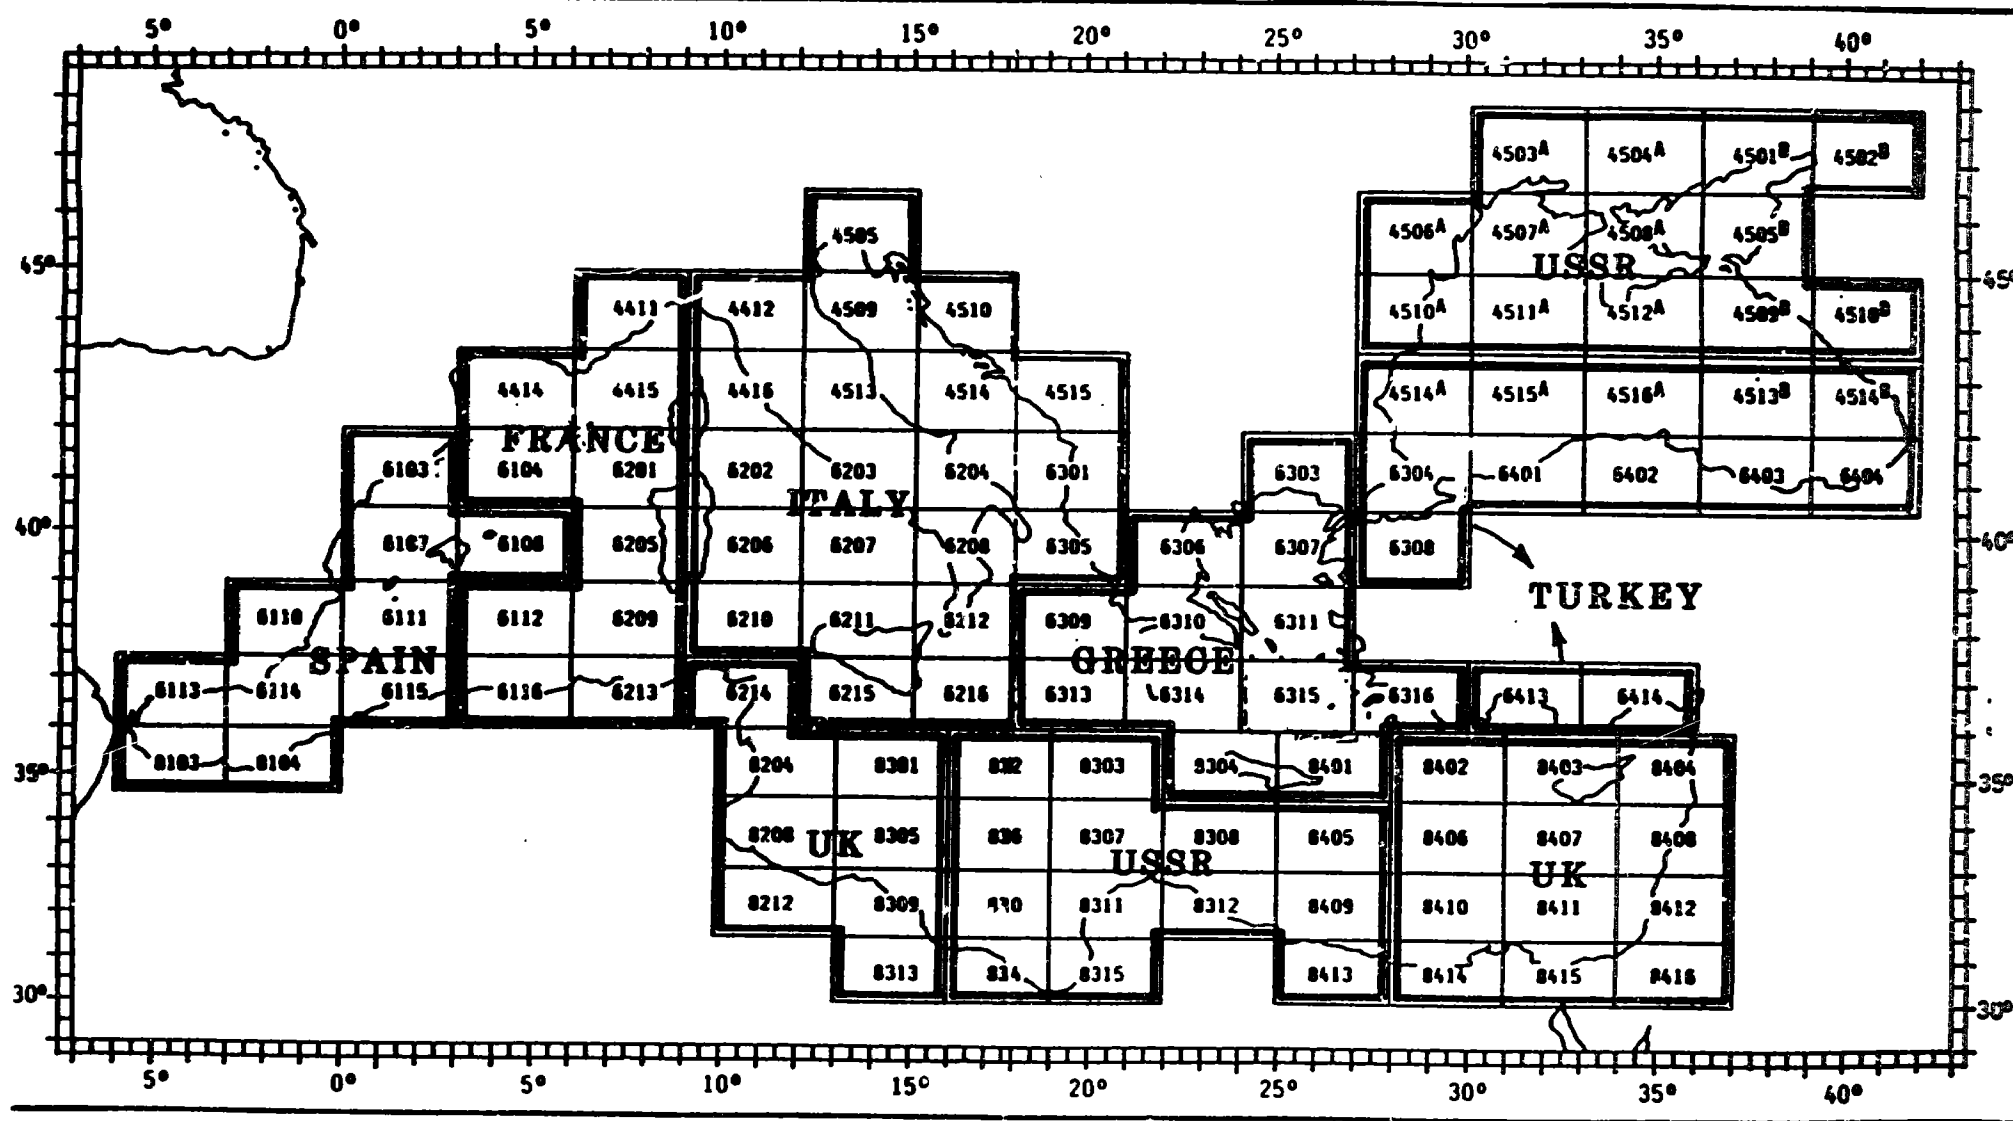 5° 0° 5° 10° 15° 20° 25° 30° 35° 40°
4503A 4504A 4501B 4502B
4505 4506A 4507A 4508A 4505B
45° USSR 45°
4411 4412 4509 4510 4510A 4511A 4512A 4509B 4510B
4414 4415 4416 4513 4514 4515 4514A 4515A 4516A 4513B 4514B
FRANCE
6103 6104 6201 6202 6203 6204 6301 6303 6304 6401 6402 6403 6404
ITALY
40° 40°
6107 6108 6205 6206 6207 6208 6305 6306 6307 6308
TURKEY
6110 6111 6112 6209 6210 6211 6212 6309 6310 6311
SPAIN GREECE
6113 6114 6115 6116 6213 6214 6215 6216 6313 6314 6315 6316 6413 6414
8103 8104 8204 8301 8303 8304 8401 8402 8403 8404
35° 35°
8208 8305 836 8307 8308 8405 8406 8407 8408
UK USSR UK
8212 8309 8311 8312 8409 8410 8411 8412
8313 834 8315 8413 8414 8415 8416
30° 30°
5° 0° 5° 10° 15° 20° 25° 30° 35° 40°